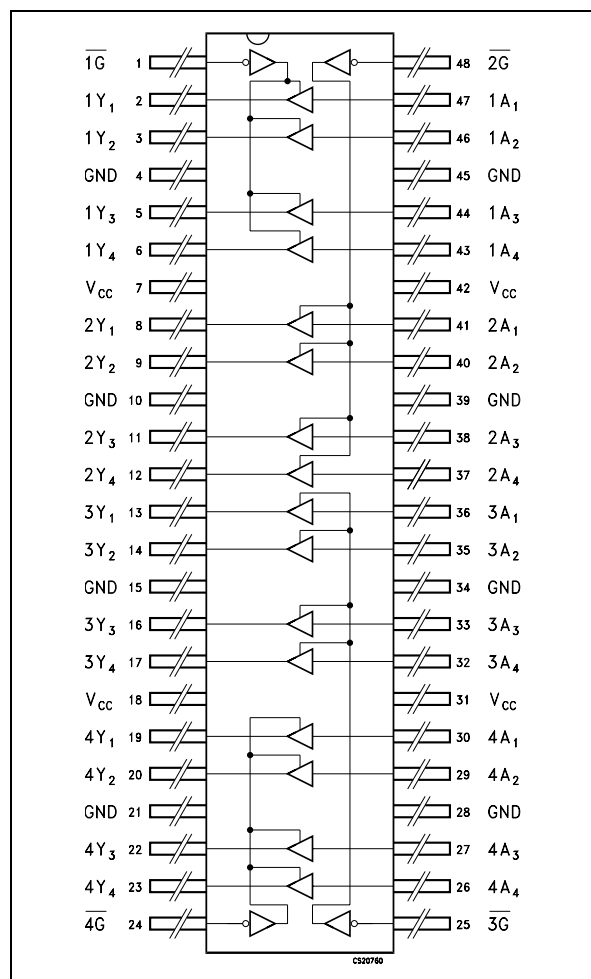 1G 1 48 2G
1Y1 2 47 1A1
1Y2 3 46 1A2
GND 4 45 GND
1Y3 5 44 1A3
1Y4 6 43 1A4
VCC 7 42 VCC
2Y1 8 41 2A1
2Y2 9 40 2A2
GND 10 39 GND
2Y3 11 38 2A3
2Y4 12 37 2A4
3Y1 13 36 3A1
3Y2 14 35 3A2
GND 15 34 GND
3Y3 16 33 3A3
3Y4 17 32 3A4
VCC 18 31 VCC
4Y1 19 30 4A1
4Y2 20 29 4A2
GND 21 28 GND
4Y3 22 27 4A3
4Y4 23 26 4A4
4G 24 25 3G
CS20760